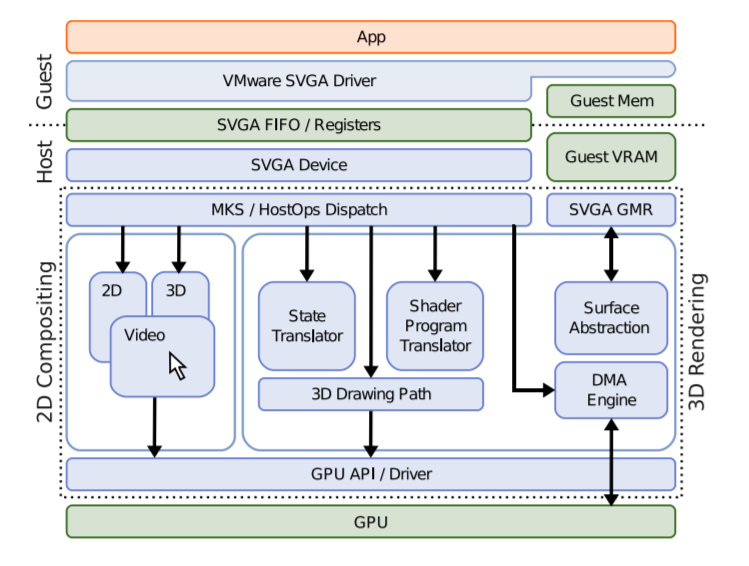 App
Guest
VMware SVGA Driver
Guest Mem
SVGA FIFO / Registers
Host
SVGA Device
Guest VRAM
MKS / HostOps Dispatch
SVGA GMR
2D Compositing
2D
3D
Video
State
Translator
Shader
Program
Translator
3D Drawing Path
Surface
Abstraction
DMA
Engine
3D Rendering
GPU API / Driver
GPU